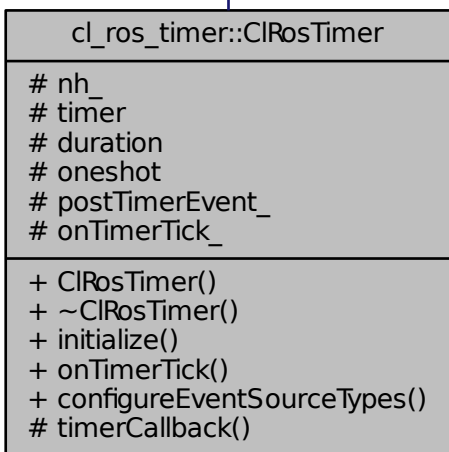 cl_ros_timer::ClRosTimer
# nh_
# timer
# duration
# oneshot
# postTimerEvent_
# onTimerTick_
+ ClRosTimer()
+ ~ClRosTimer()
+ initialize()
+ onTimerTick()
+ configureEventSourceTypes()
# timerCallback()